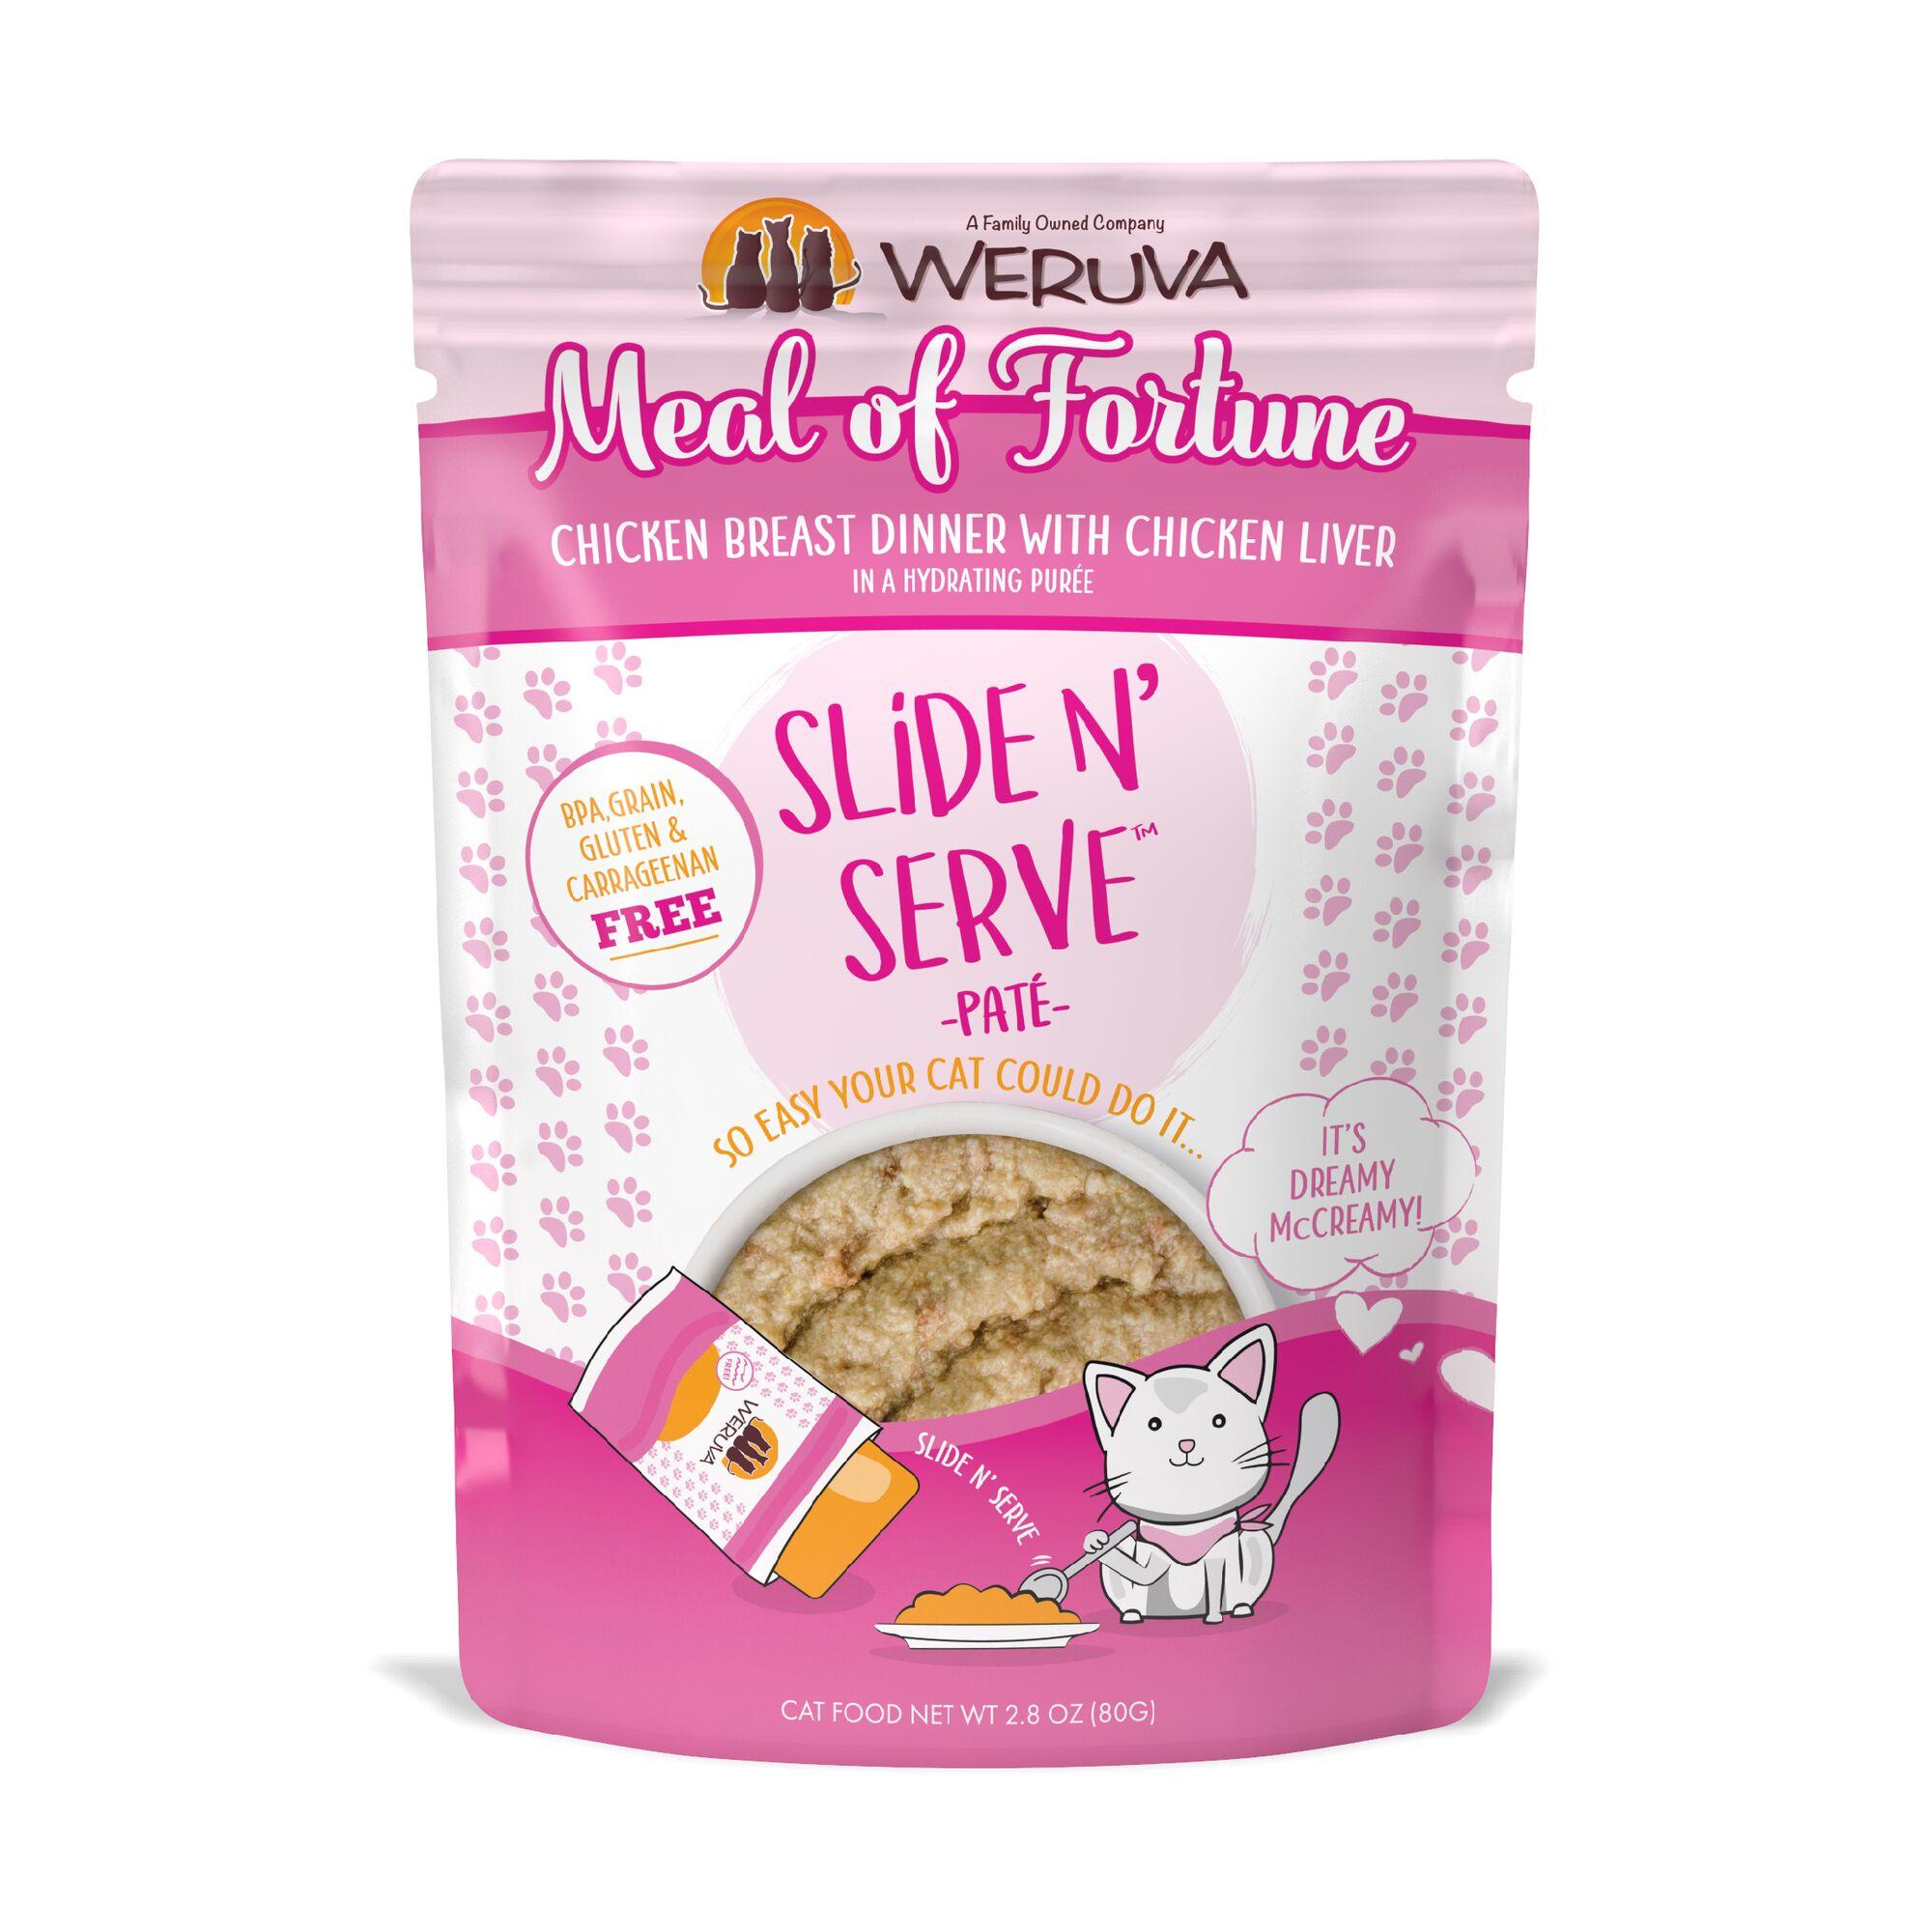 A Family Owned Company
WERUVA
Meal of Fortune
CHICKEN BREAST DINNER WITH CHICKEN LIVER
IN A HYDRATING PURÉE
SLiDE N'
SERVE™
-PATÉ-
BPA, GRAIN,
GLUTEN &
CARRAGEENAN
FREE
SO EASY YOUR CAT COULD DO IT...
IT'S
DREAMY
McCREAMY!
FREE!
WERUVA
SLIDE N' SERVE
CAT FOOD NET WT 2.8 OZ (80G)